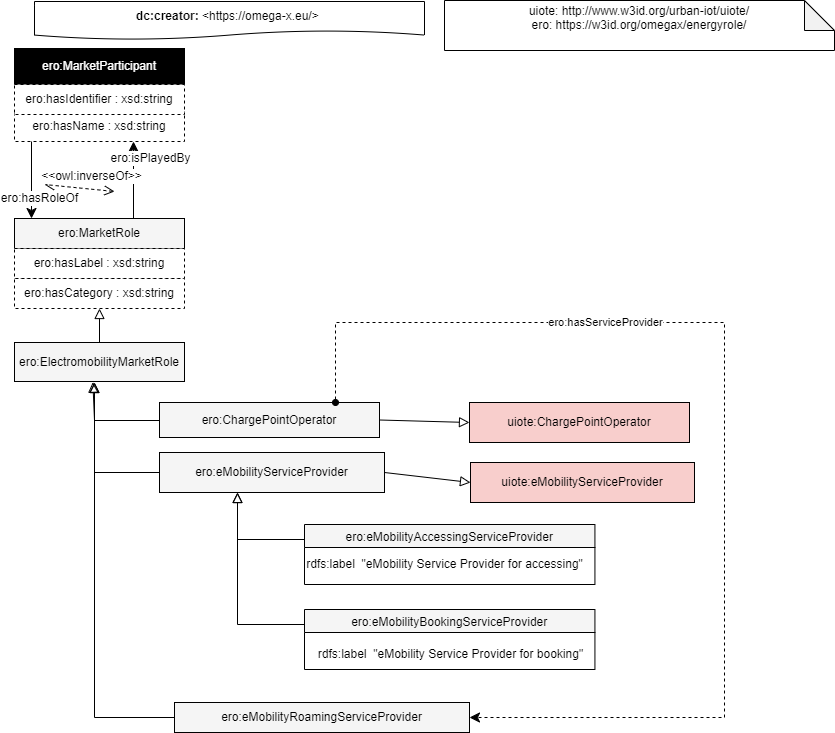 dc:creator: <https://omega-x.eu/>
uiote: http://www.w3id.org/urban-iot/uiote/
ero: https://w3id.org/omegax/energyrole/
ero:MarketParticipant
ero:hasIdentifier : xsd:string
ero:hasName : xsd:string
ero:isPlayedBy
<<owl:inverseOf>>
ero:hasRoleOf
ero:MarketRole
ero:hasLabel : xsd:string
ero:hasCategory : xsd:string
ero:hasServiceProvider
ero:ElectromobilityMarketRole
ero:ChargePointOperator
uiote:ChargePointOperator
ero:eMobilityServiceProvider
uiote:eMobilityServiceProvider
ero:eMobilityAccessingServiceProvider
rdfs:label "eMobility Service Provider for accessing"
ero:eMobilityBookingServiceProvider
rdfs:label "eMobility Service Provider for booking"
ero:eMobilityRoamingServiceProvider